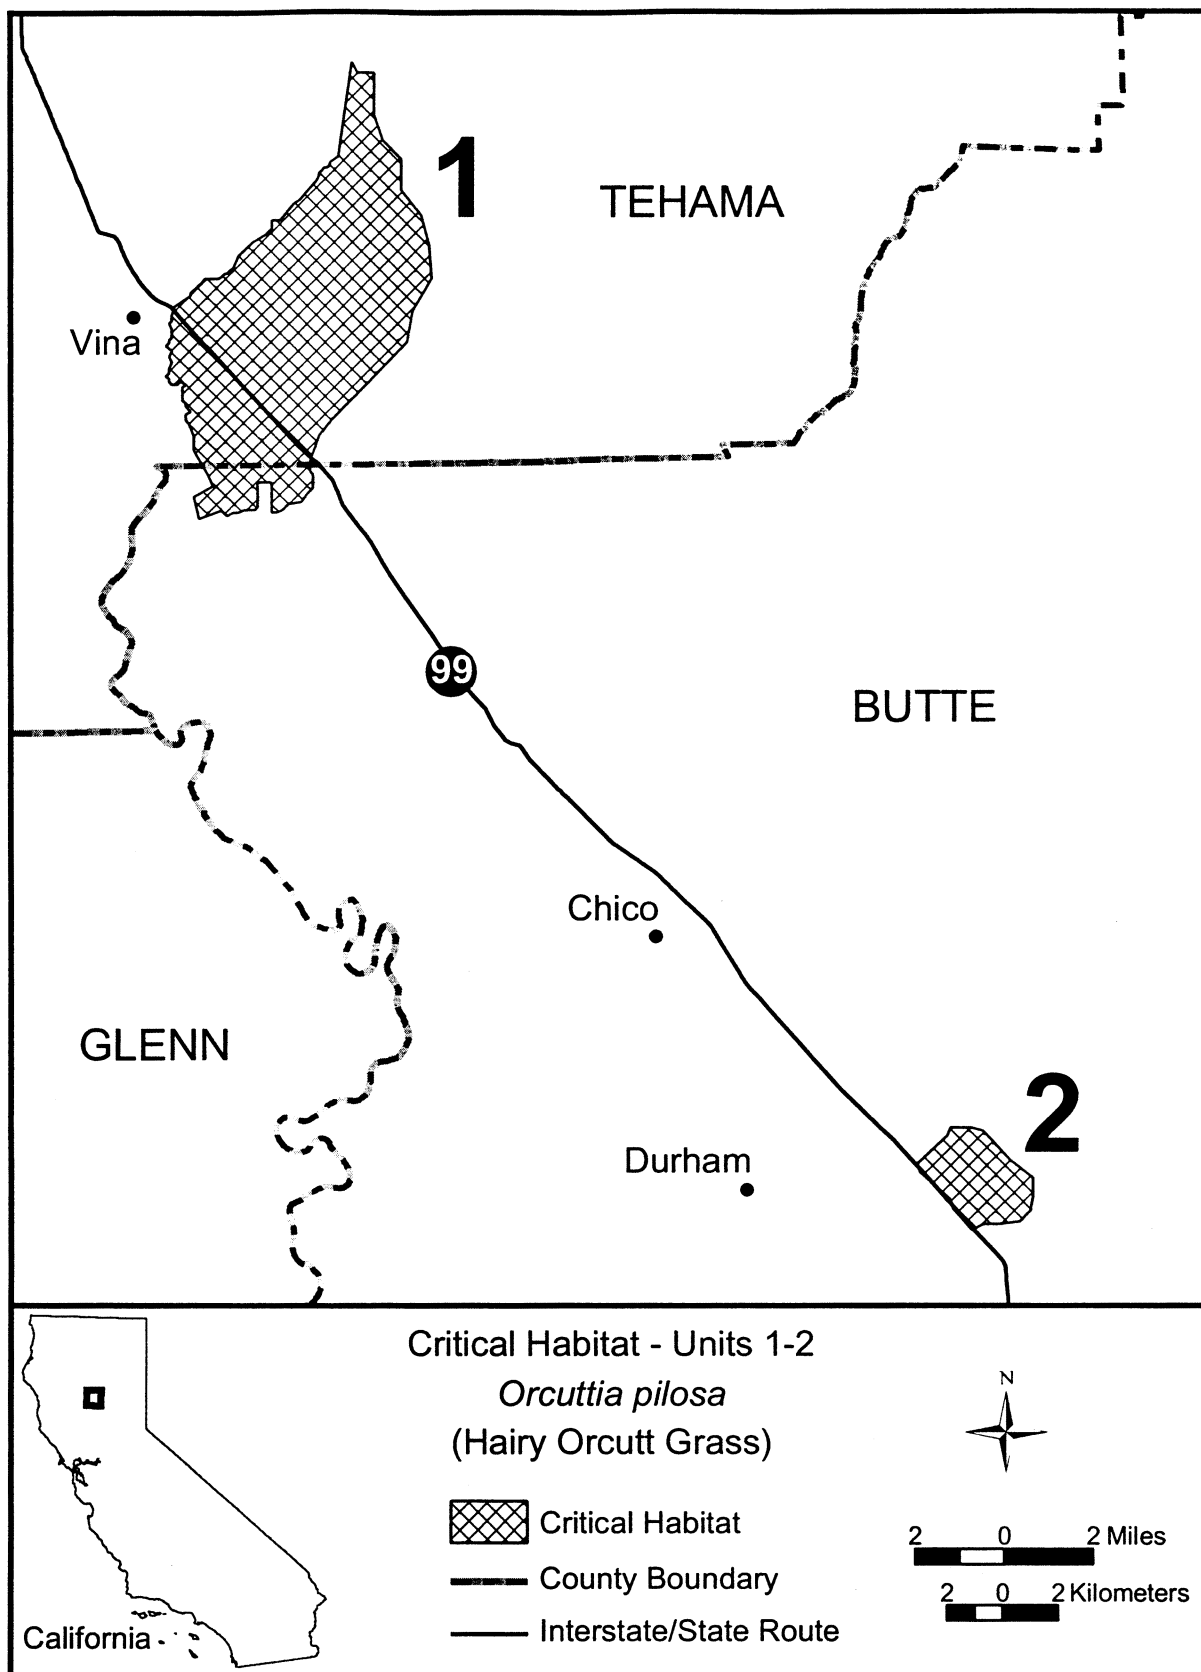 1
TEHAMA
Vina
99
BUTTE
Chico
GLENN
2
Durham
Critical Habitat - Units 1-2
Orcuttia pilosa
(Hairy Orcutt Grass)
N
Critical Habitat
2 0 2 Miles
County Boundary
2 0 2 Kilometers
Interstate/State Route
California